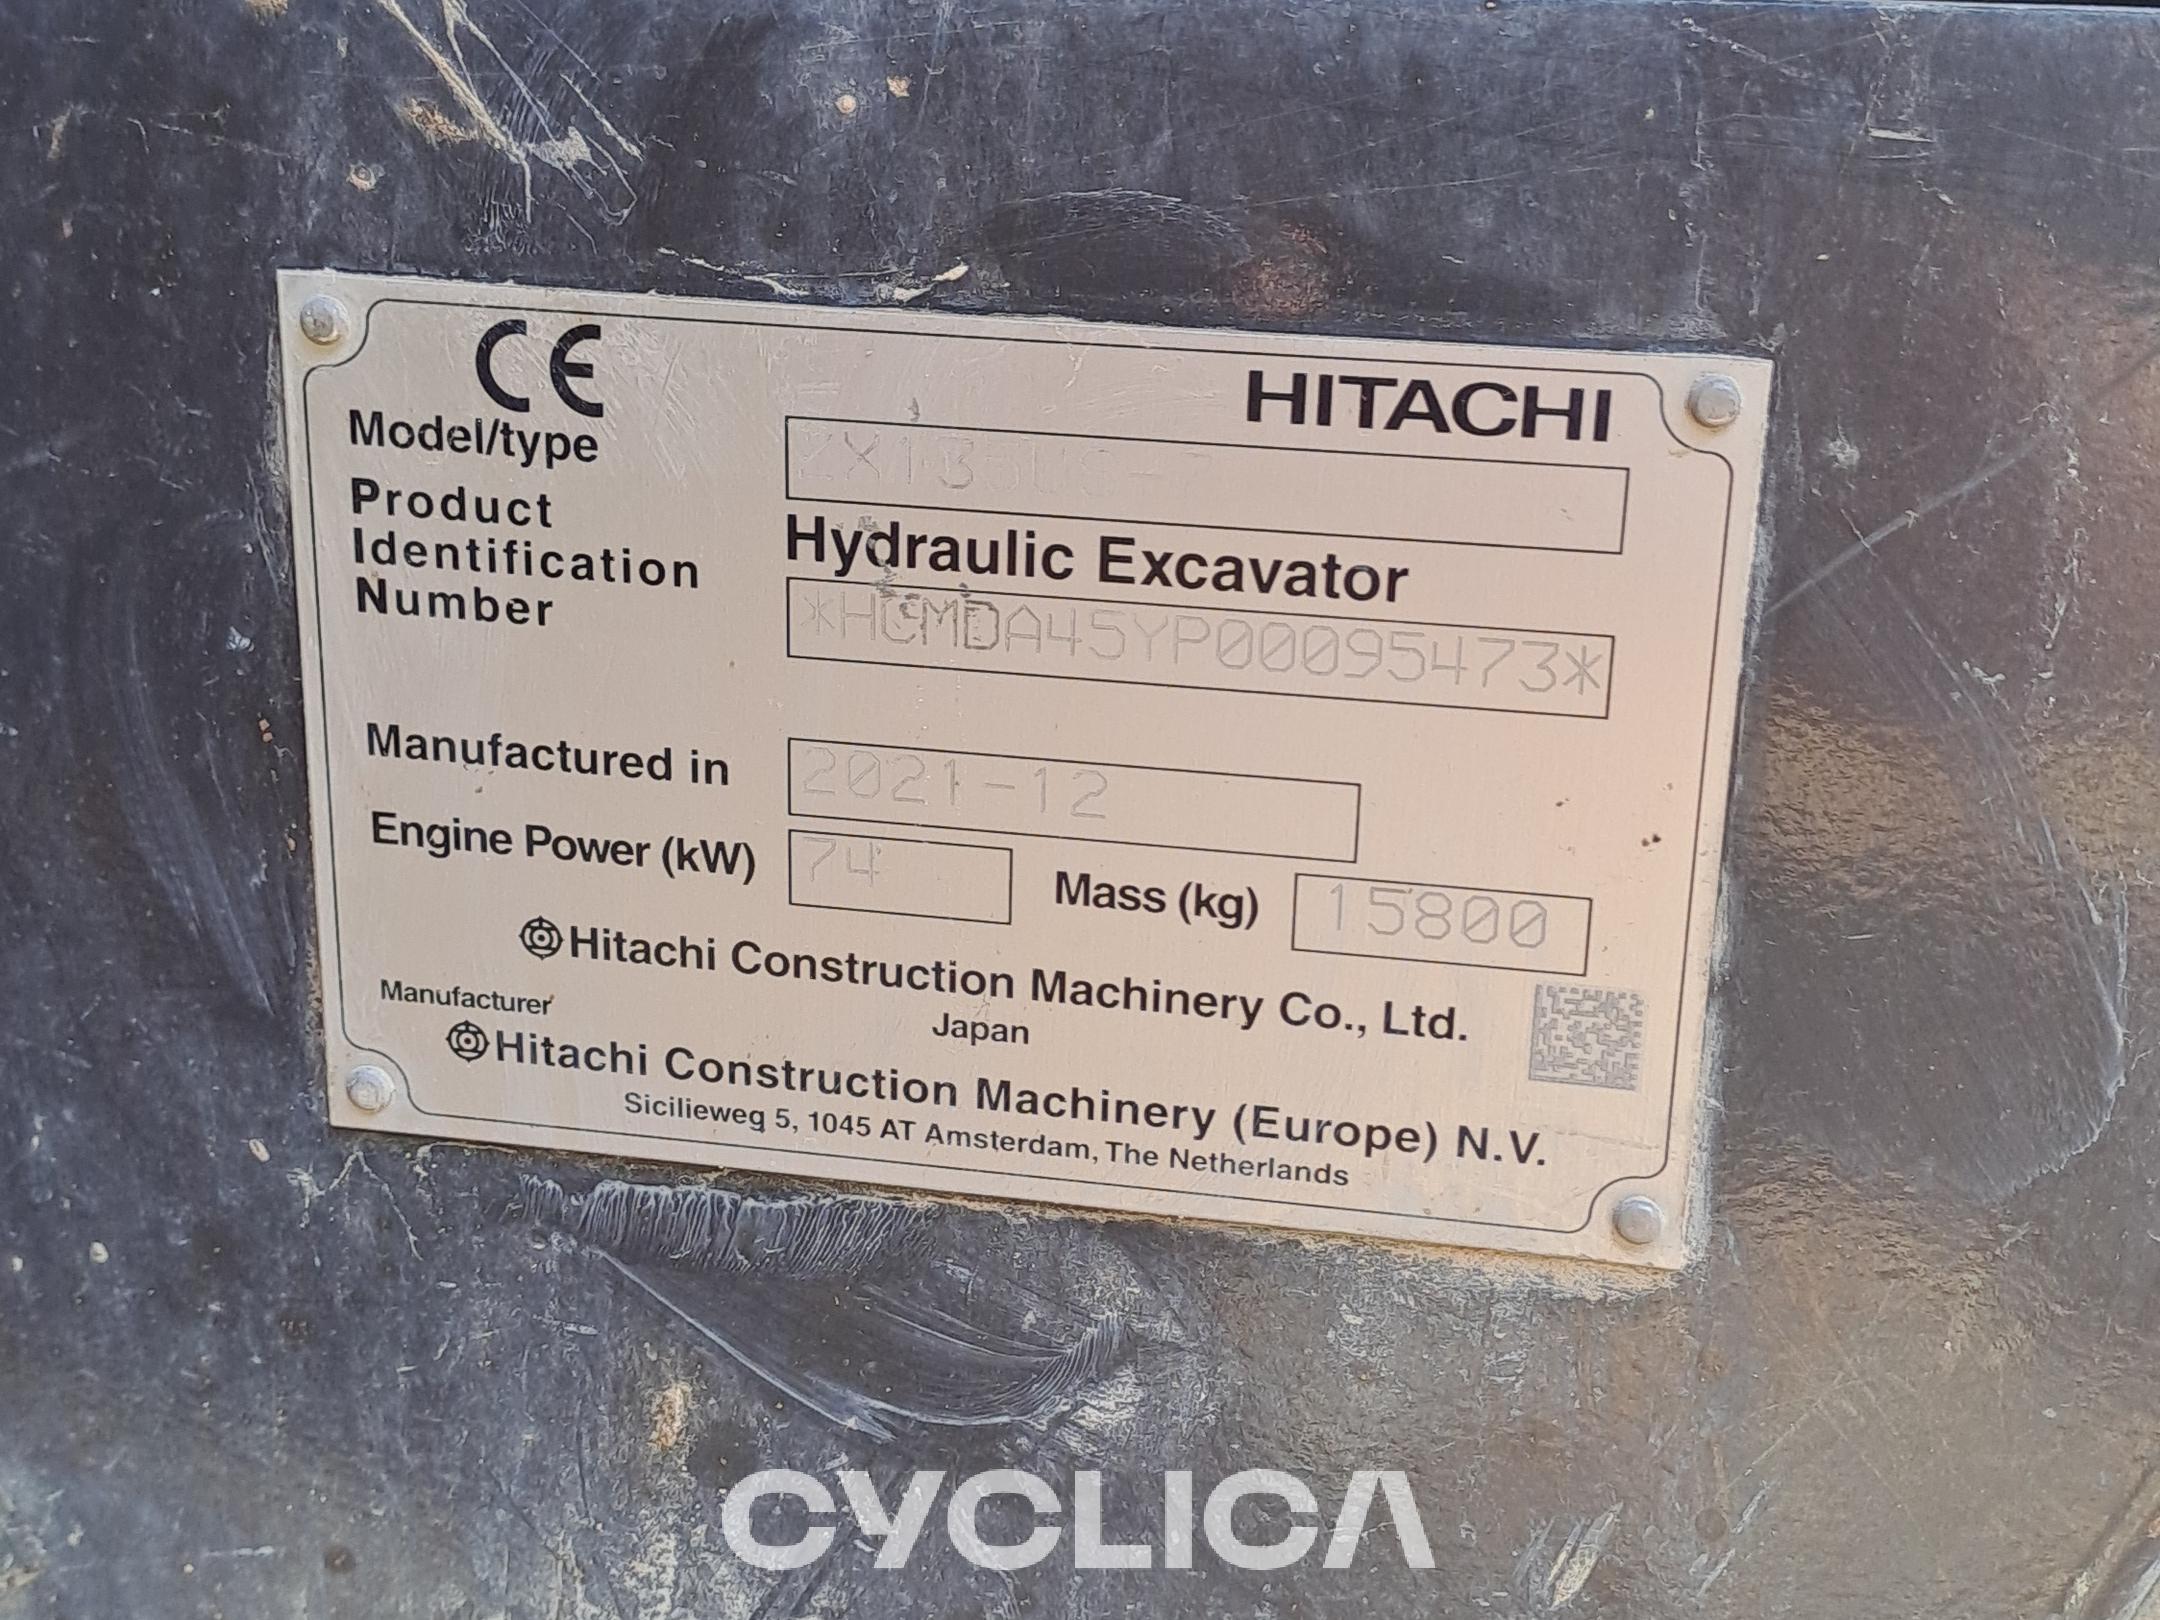 CE
HITACHI
Model/type ZX135US-7
Hydraulic Excavator
Product
Identification
Number
*HCMDA45YP00095473*
Manufactured in 2021-12
Engine Power (kW) 74 Mass (kg) 15800
Hitachi Construction Machinery Co., Ltd.
Japan
Manufacturer
Hitachi Construction Machinery (Europe) N.V.
Sicilieweg 5, 1045 AT Amsterdam, The Netherlands
CYCLICA